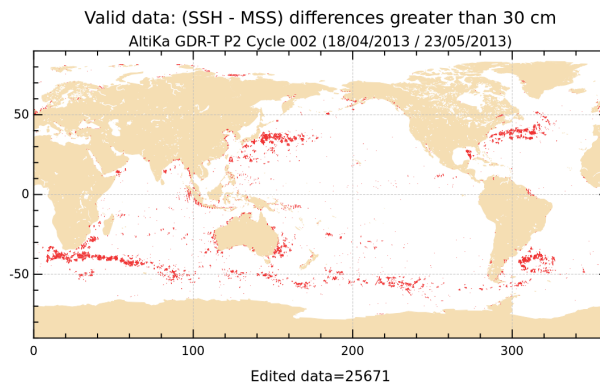 Valid data: (SSH - MSS) differences greater than 30 cm
AltiKa GDR-T P2 Cycle 002 (18/04/2013 / 23/05/2013)
50
0
-50
0 100 200 300
Edited data=25671